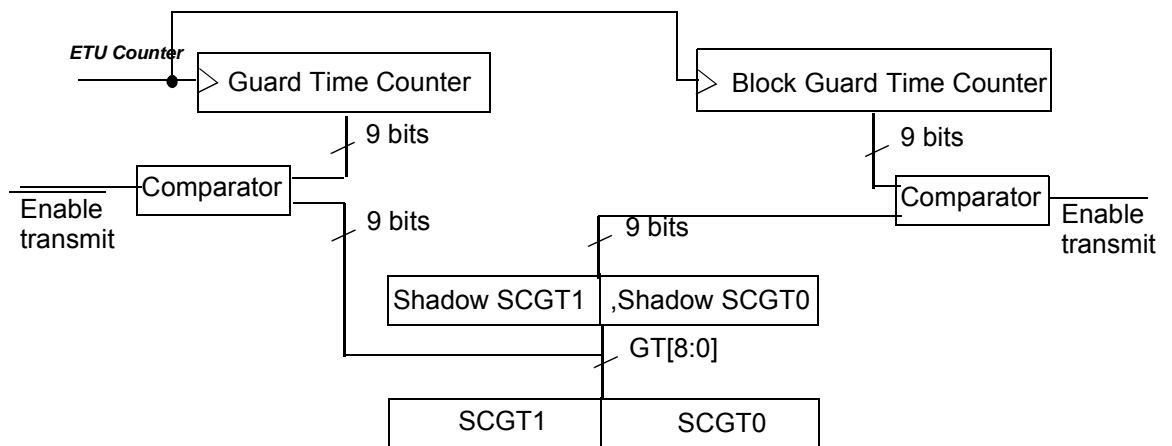 ETU Counter
Guard Time Counter
Block Guard Time Counter
9 bits
9 bits
Comparator
Comparator
Enable
transmit
9 bits
9 bits
Enable
transmit
Shadow SCGT1
,Shadow SCGT0
GT[8:0]
SCGT1
SCGT0